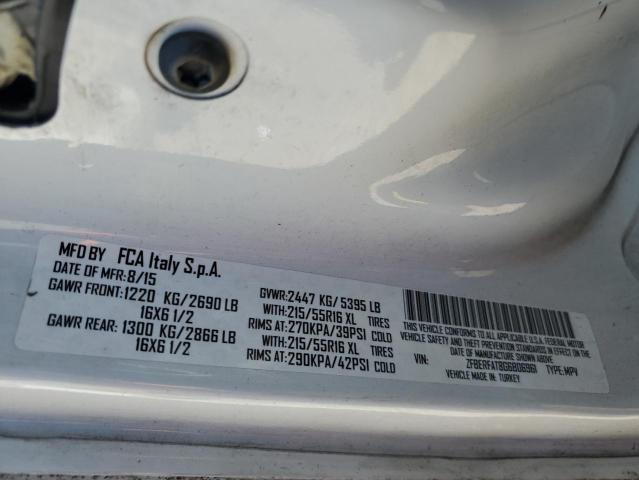 MFD BY FCA Italy S.p.A.
DATE OF MFR:8/15
GAWR FRONT:1220 KG/2690 LB
16X6 1/2
GAWR REAR: 1300 KG/2866 LB
16X6 1/2
GVWR:2447 KG/5395 LB
WITH:215/55R16 XL TIRES
RIMS AT:270KPA/39PSI COLD
WITH:215/55R16 XL TIRES
RIMS AT:290KPA/42PSI COLD
THIS VEHICLE CONFORMS TO ALL APPLICABLE U.S.A. FEDERAL MOTOR
VEHICLE SAFETY, BUMPER, AND THEFT PREVENTION STANDARDS IN
EFFECT ON THE DATE OF MANUFACTURE SHOWN ABOVE.
VIN: ZFBERFAT8G6B06961 TYPE: MPV
VEHICLE MADE IN: TURKEY